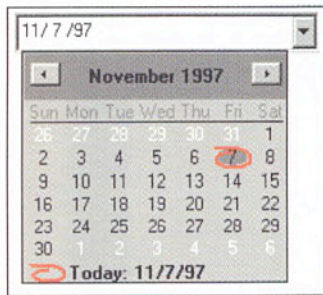 11/ 7 /97
November 1997
Sun Mon Tue Wed Thu Fri Sat
26 27 28 29 30 31 1
2 3 4 5 6 7 8
9 10 11 12 13 14 15
16 17 18 19 20 21 22
23 24 25 26 27 28 29
30 1 2 3 4 5 6
Today: 11/7/97